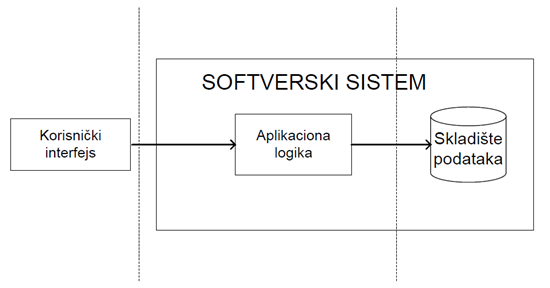 SOFTVERSKI SISTEM
Korisnički
interfejs
Aplikaciona
logika
Skladište
podataka